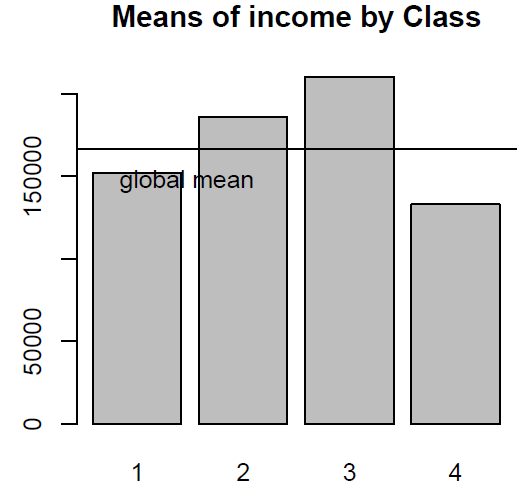 Means of income by Class
150000
50000
0
global mean
1 2 3 4